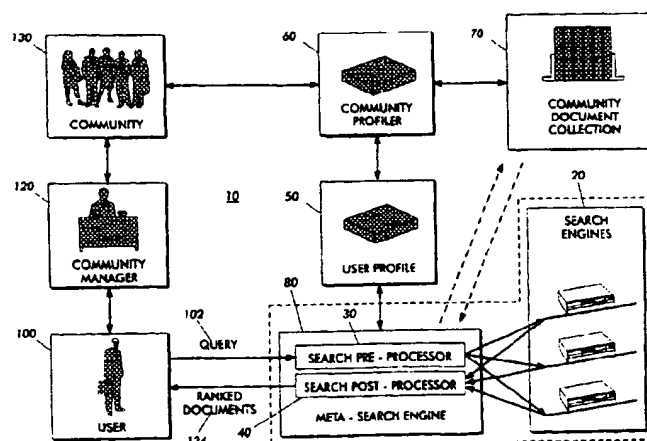 130
60
70
COMMUNITY
COMMUNITY
PROFILER
COMMUNITY
DOCUMENT
COLLECTION
120
10
50
20
COMMUNITY
MANAGER
USER PROFILE
SEARCH
ENGINES
100
102
80
30
QUERY
SEARCH PRE - PROCESSOR
SEARCH POST - PROCESSOR
RANKED
DOCUMENTS
40
META - SEARCH ENGINE
USER